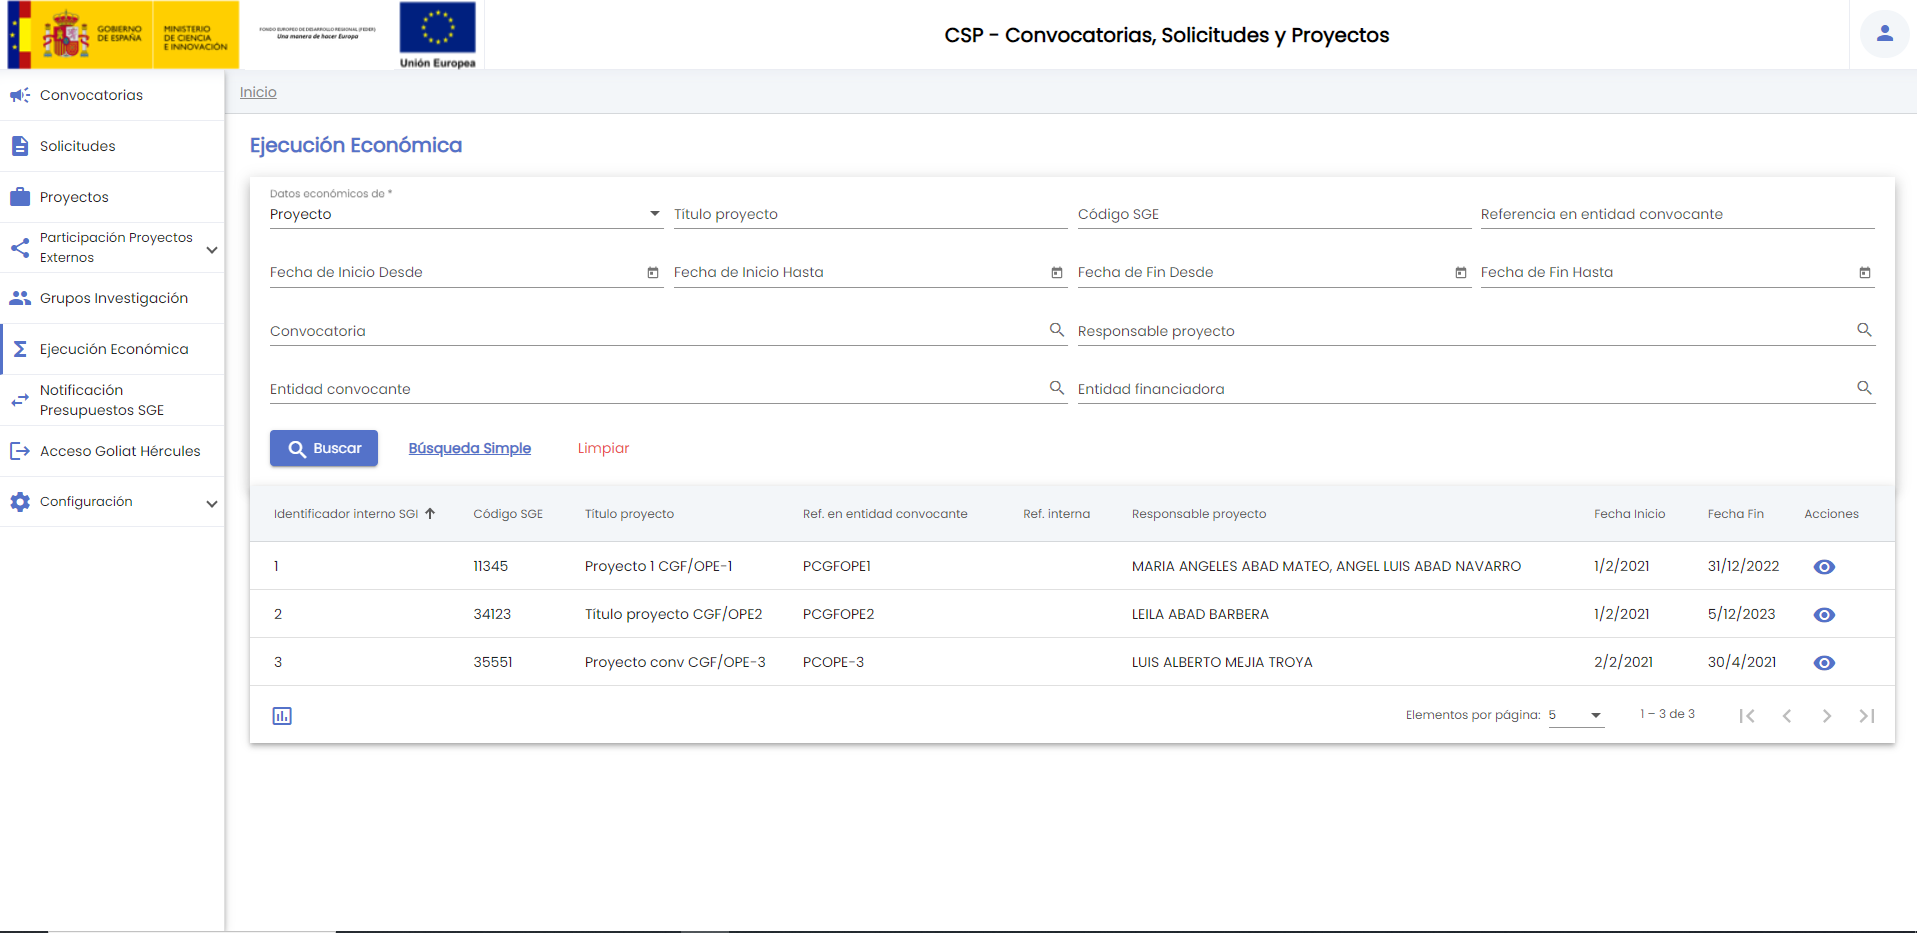 GOBIERNO
DE ESPAÑA
MINISTERIO
DE CIENCIA
E INNOVACIÓN
FONDO EUROPEO DE DESARROLLO REGIONAL (FEDER)
Una manera de hacer Europa
Unión Europea
CSP - Convocatorias, Solicitudes y Proyectos
Convocatorias
Solicitudes
Proyectos
Participación Proyectos
Externos
Grupos Investigación
Ejecución Económica
Notificación
Presupuestos SGE
Acceso Goliat Hércules
Configuración
Inicio
Ejecución Económica
Datos económicos de *
Proyecto Título proyecto Código SGE Referencia en entidad convocante
Fecha de Inicio Desde Fecha de Inicio Hasta Fecha de Fin Desde Fecha de Fin Hasta
Convocatoria Responsable proyecto
Entidad convocante Entidad financiadora
Buscar Búsqueda Simple Limpiar
Identificador interno SGI Código SGE Título proyecto Ref. en entidad convocante Ref. interna Responsable proyecto Fecha Inicio Fecha Fin Acciones
1 11345 Proyecto 1 CGF/OPE-1 PCGFOPE1 MARIA ANGELES ABAD MATEO, ANGEL LUIS ABAD NAVARRO 1/2/2021 31/12/2022
2 34123 Título proyecto CGF/OPE2 PCGFOPE2 LEILA ABAD BARBERA 1/2/2021 5/12/2023
3 35551 Proyecto conv CGF/OPE-3 PCOPE-3 LUIS ALBERTO MEJIA TROYA 2/2/2021 30/4/2021
Elementos por página: 5 1 – 3 de 3